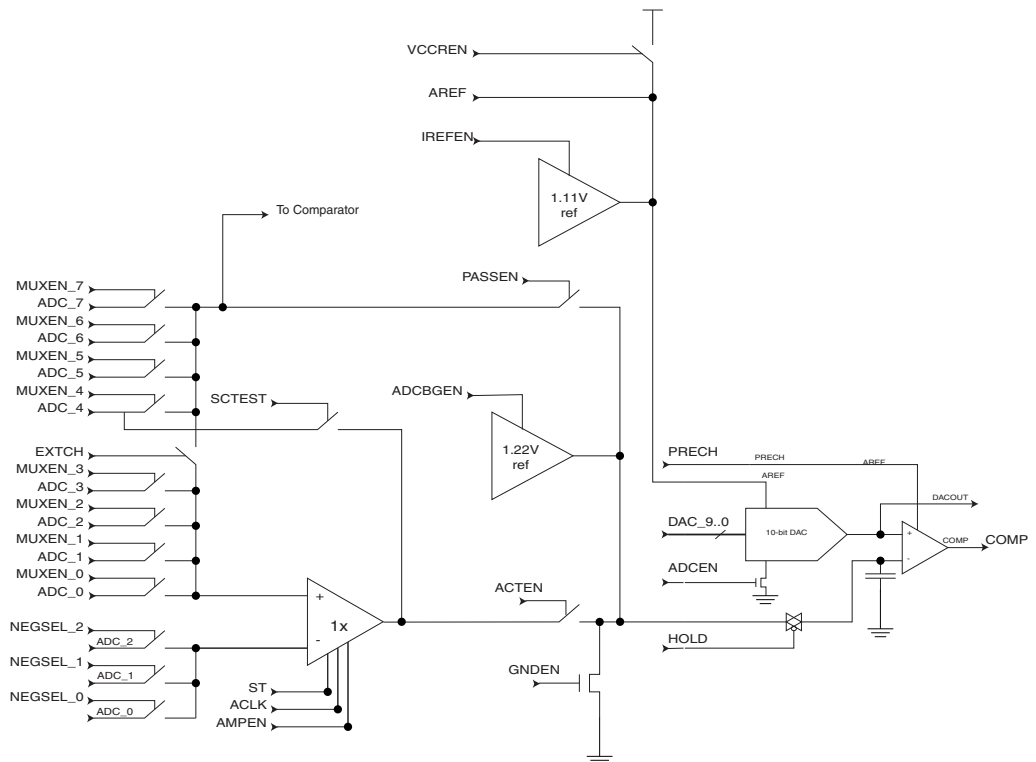 VCCREN
AREF
IREFEN
1.11V
ref
To Comparator
PASSEN
MUXEN_7
ADC_7
MUXEN_6
ADC_6
MUXEN_5
ADC_5
MUXEN_4
ADC_4
SCTEST
ADCBGEN
1.22V
ref
EXTCH
MUXEN_3
ADC_3
MUXEN_2
ADC_2
MUXEN_1
ADC_1
MUXEN_0
ADC_0
PRECH
PRECH
AREF
AREF
DACOUT
DAC_9..0
10-bit DAC
+
-
COMP
COMP
ADCEN
ACTEN
+
-
1x
NEGSEL_2
ADC_2
NEGSEL_1
ADC_1
NEGSEL_0
ADC_0
HOLD
GNDEN
ST
ACLK
AMPEN